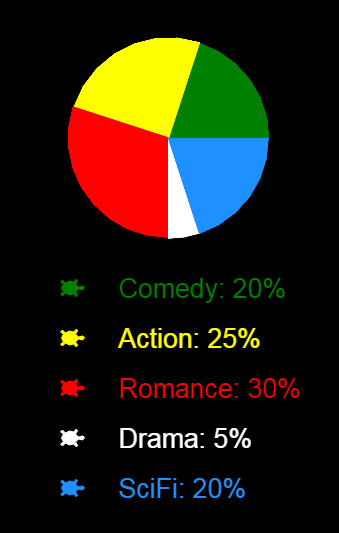 Comedy: 20%
Action: 25%
Romance: 30%
Drama: 5%
SciFi: 20%